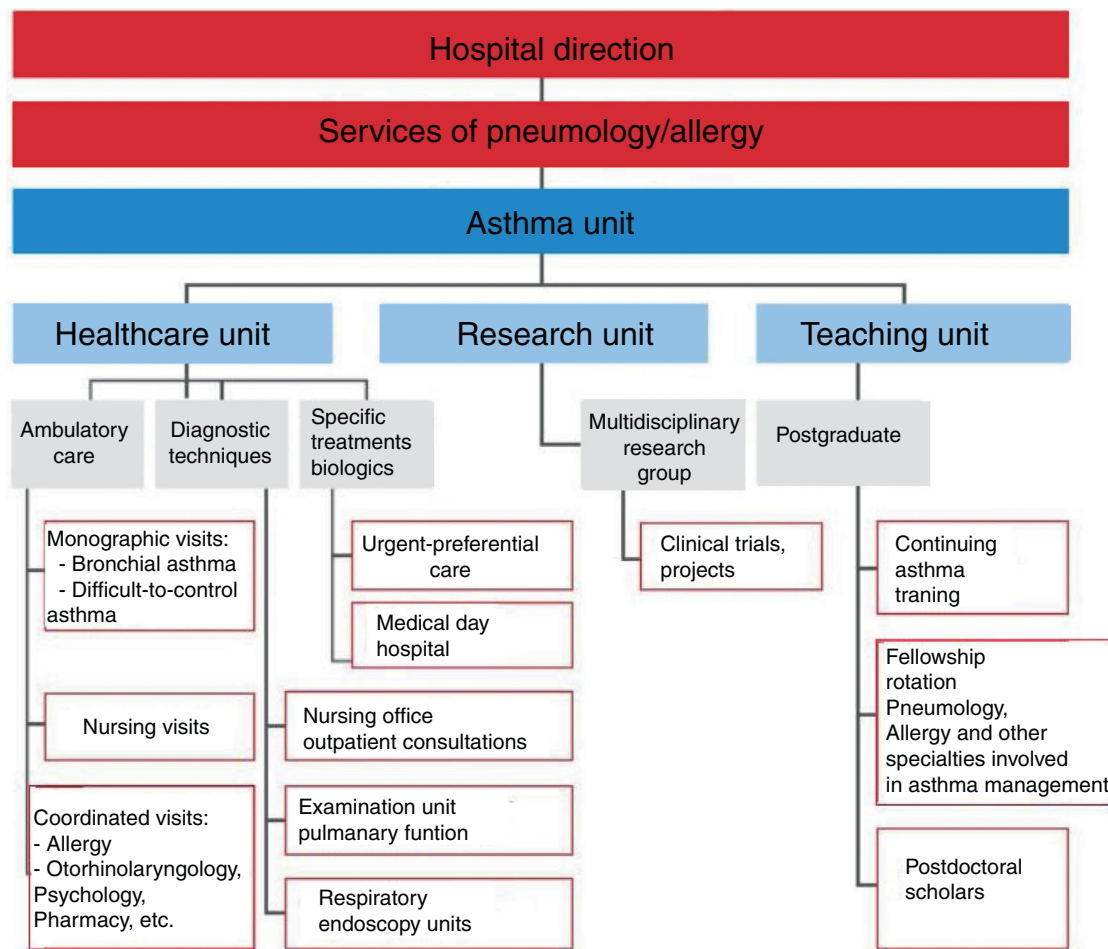 Hospital direction
Services of pneumology/allergy
Asthma unit
Healthcare unit
Research unit
Teaching unit
Ambulatory
care
Diagnostic
techniques
Specific
treatments
biologics
Multidisciplinary
research
group
Postgraduate
Monographic visits:
- Bronchial asthma
- Difficult-to-control
asthma
Nursing visits
Coordinated visits:
- Allergy
- Otorhinolaryngology,
Psychology,
Pharmacy, etc.
Urgent-preferential
care
Medical day
hospital
Nursing office
outpatient consultations
Examination unit
pulmanary funtion
Respiratory
endoscopy units
Clinical trials,
projects
Continuing
asthma
traning
Fellowship
rotation
Pneumology,
Allergy and other
specialties involved
in asthma management
Postdoctoral
scholars